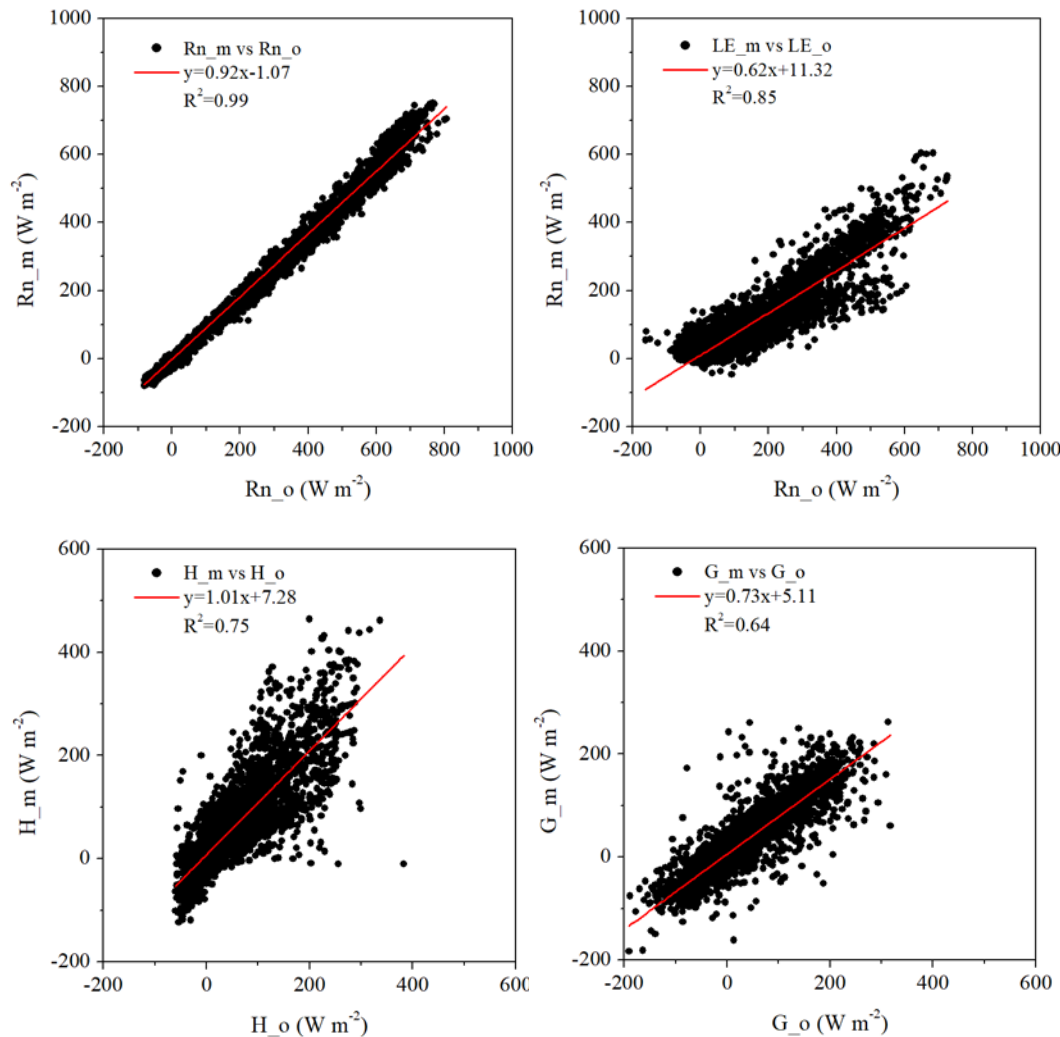 1000
800
600
400
200
0
-200
Rn_m vs Rn_o
y=0.92x-1.07
R²=0.99
Rn_m (W m⁻²)
-200 0 200 400 600 800 1000
Rn_o (W m⁻²)
1000
800
600
400
200
0
-200
LE_m vs LE_o
y=0.62x+11.32
R²=0.85
Rn_m (W m⁻²)
-200 0 200 400 600 800 1000
Rn_o (W m⁻²)
600
400
200
0
-200
H_m vs H_o
y=1.01x+7.28
R²=0.75
H_m (W m⁻²)
-200 0 200 400 600
H_o (W m⁻²)
600
400
200
0
-200
G_m vs G_o
y=0.73x+5.11
R²=0.64
G_m (W m⁻²)
-200 0 200 400 600
G_o (W m⁻²)